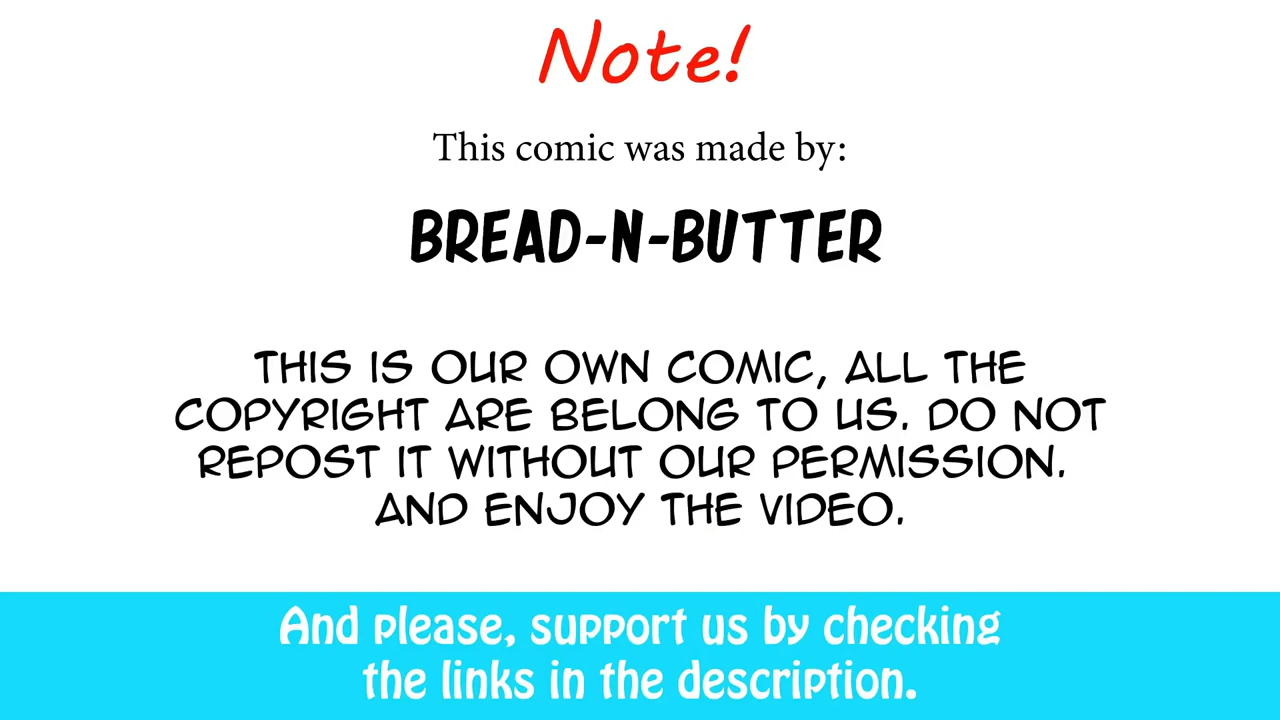 Note!
This comic was made by:
BREAD-N-BUTTER
THIS IS OUR OWN COMIC, ALL THE
COPYRIGHT ARE BELONG TO US. DO NOT
REPOST IT WITHOUT OUR PERMISSION.
AND ENJOY THE VIDEO.
And please, support us by checking
the links in the description.